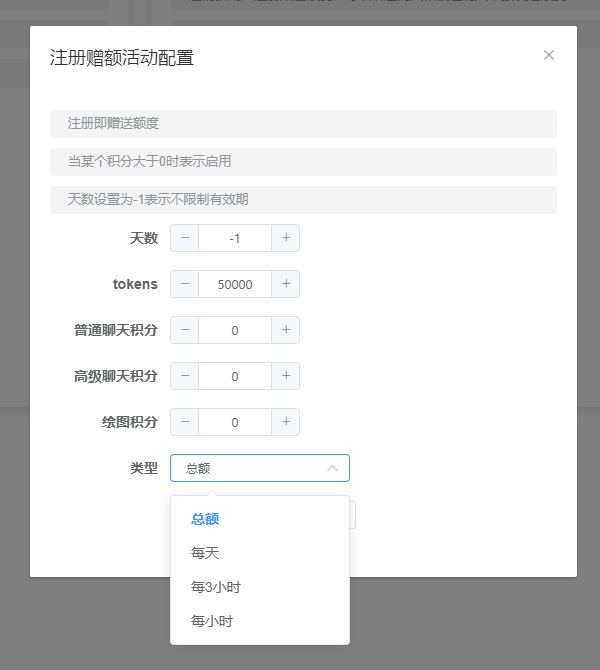 注册赠额活动配置
注册即赠送额度
当某个积分大于0时表示启用
天数设置为-1表示不限制有效期
天数 -1
tokens 50000
普通聊天积分 0
高级聊天积分 0
绘图积分 0
类型 总额
总额
每天
每3小时
每小时